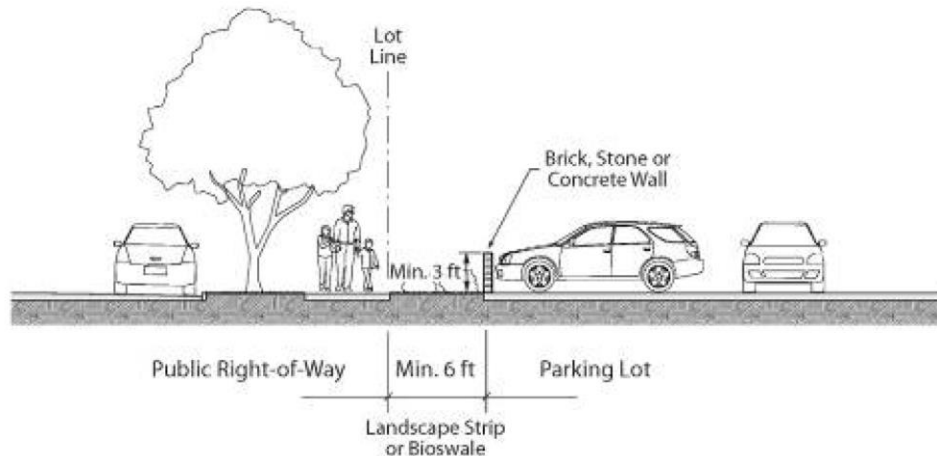 Lot
Line
Brick, Stone or
Concrete Wall
Min. 3 ft
Public Right-of-Way
Min. 6 ft
Parking Lot
Landscape Strip
or Bioswale